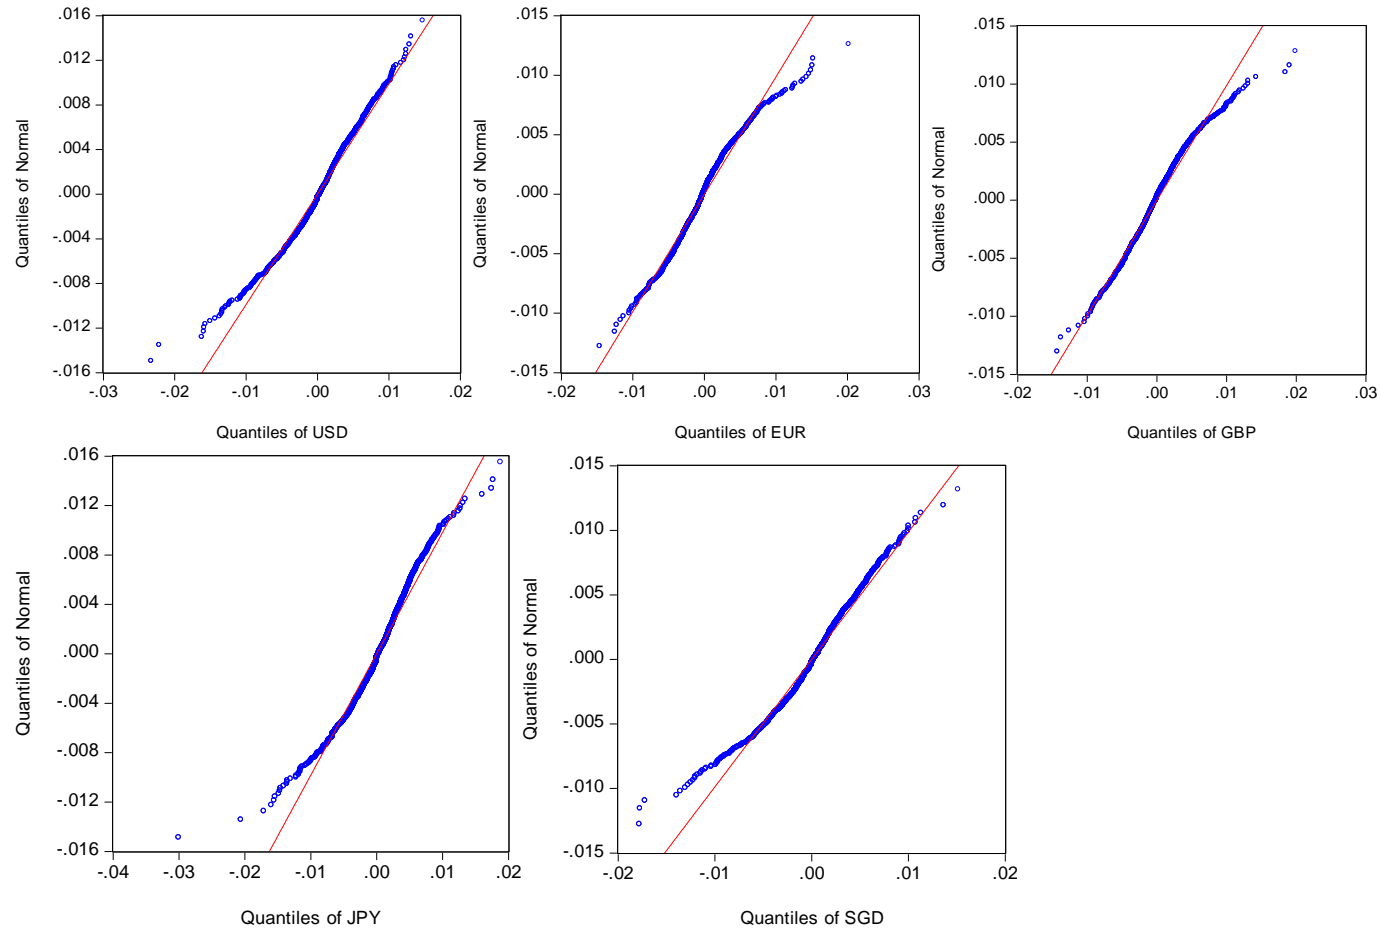 .016
.012
.008
.004
.000
-.004
-.008
-.012
-.016
-.03 -.02 -.01 .00 .01 .02
Quantiles of Normal
Quantiles of USD
.015
.010
.005
.000
-.005
-.010
-.015
-.02 -.01 .00 .01 .02 .03
Quantiles of Normal
Quantiles of EUR
.015
.010
.005
.000
-.005
-.010
-.015
-.02 -.01 .00 .01 .02 .03
Quantiles of Normal
Quantiles of GBP
.016
.012
.008
.004
.000
-.004
-.008
-.012
-.016
-.04 -.03 -.02 -.01 .00 .01 .02
Quantiles of Normal
Quantiles of JPY
.015
.010
.005
.000
-.005
-.010
-.015
-.02 -.01 .00 .01 .02
Quantiles of Normal
Quantiles of SGD